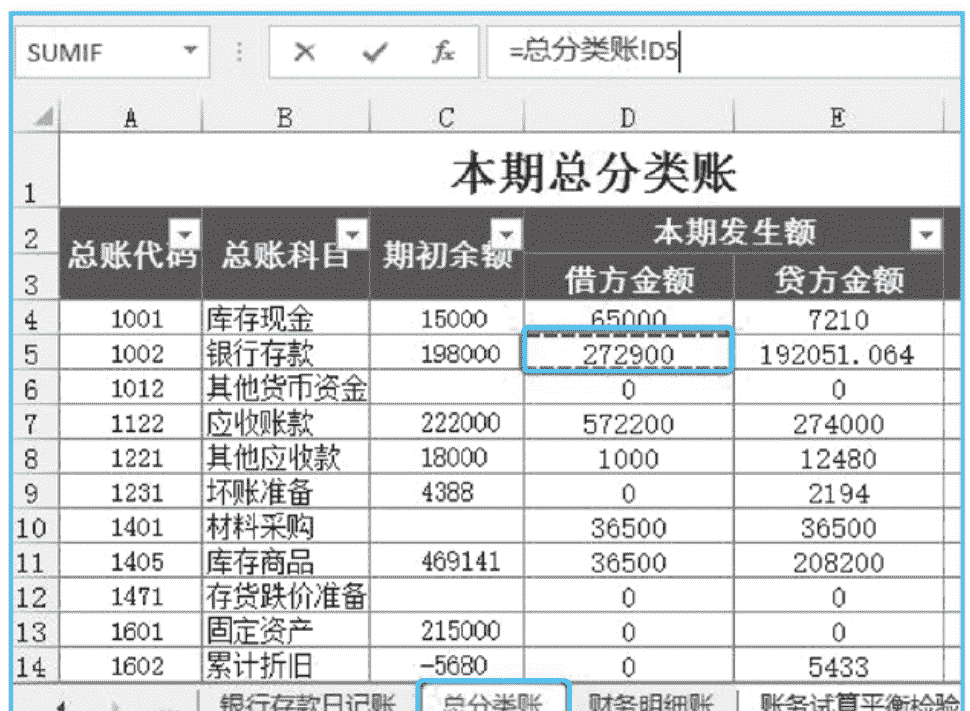 SUMIF =总分类账!D5
A B C D E
1 本期总分类账
2 总账代码 总账科目 期初余额 本期发生额
3 借方金额 贷方金额
4 1001 库存现金 15000 65000 7210
5 1002 银行存款 198000 272900 192051.064
6 1012 其他货币资金 0 0
7 1122 应收账款 222000 572200 274000
8 1221 其他应收款 18000 1000 12480
9 1231 坏账准备 4388 0 2194
10 1401 材料采购 36500 36500
11 1405 库存商品 469141 36500 208200
12 1471 存货跌价准备 0 0
13 1601 固定资产 215000 0 0
14 1602 累计折旧 -5680 0 5433
银行存款日记账 总分类账 财务明细账 账务试算平衡检验